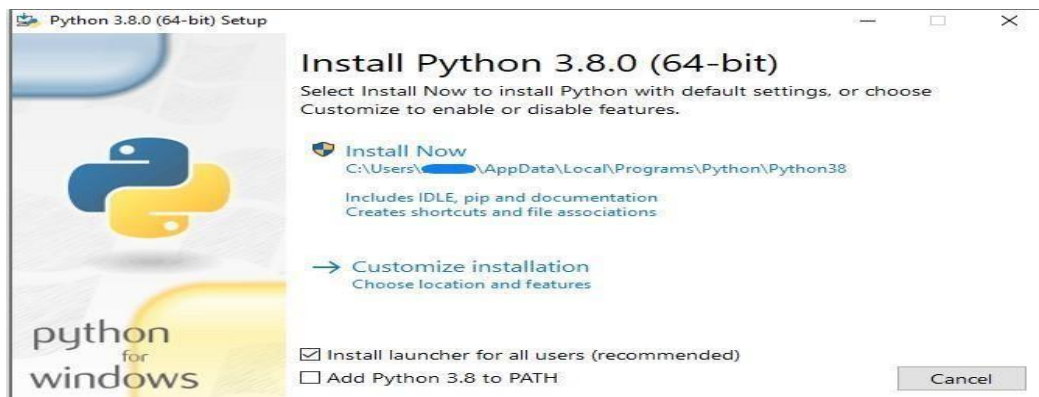 Python 3.8.0 (64-bit) Setup
Install Python 3.8.0 (64-bit)
Select Install Now to install Python with default settings, or choose
Customize to enable or disable features.
Install Now
C:\Users\ \AppData\Local\Programs\Python\Python38
Includes IDLE, pip and documentation
Creates shortcuts and file associations
Customize installation
Choose location and features
python
for
windows
Install launcher for all users (recommended)
Add Python 3.8 to PATH
Cancel